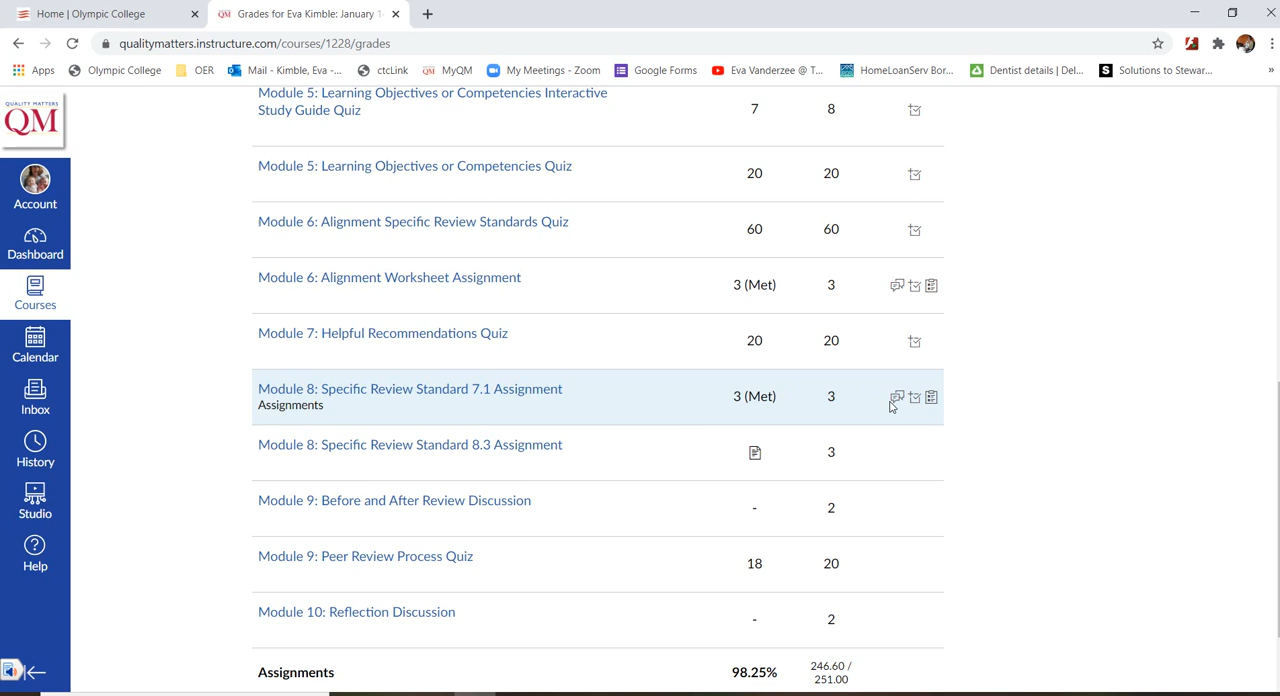 Home | Olympic College
Grades for Eva Kimble: January 1
qualitymatters.instructure.com/courses/1228/grades
Apps
Olympic College
OER
Mail - Kimble, Eva -...
ctcLink
MyQM
My Meetings - Zoom
Google Forms
Eva Vanderzee @ T...
HomeLoanServ Bor...
Dentist details | Del...
Solutions to Stewar...
»
QUALITY MATTERS
QM
Account
Dashboard
Courses
Calendar
Inbox
History
Studio
Help
Module 5: Learning Objectives or Competencies Interactive
Study Guide Quiz
7 8
Module 5: Learning Objectives or Competencies Quiz
20 20
Module 6: Alignment Specific Review Standards Quiz
60 60
Module 6: Alignment Worksheet Assignment
3 (Met) 3
Module 7: Helpful Recommendations Quiz
20 20
Module 8: Specific Review Standard 7.1 Assignment
Assignments
3 (Met) 3
Module 8: Specific Review Standard 8.3 Assignment
3
Module 9: Before and After Review Discussion
- 2
Module 9: Peer Review Process Quiz
18 20
Module 10: Reflection Discussion
- 2
Assignments 98.25%
246.60 /
251.00